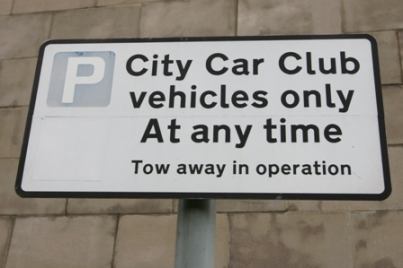 P
City Car Club
vehicles only
At any time
Tow away in operation